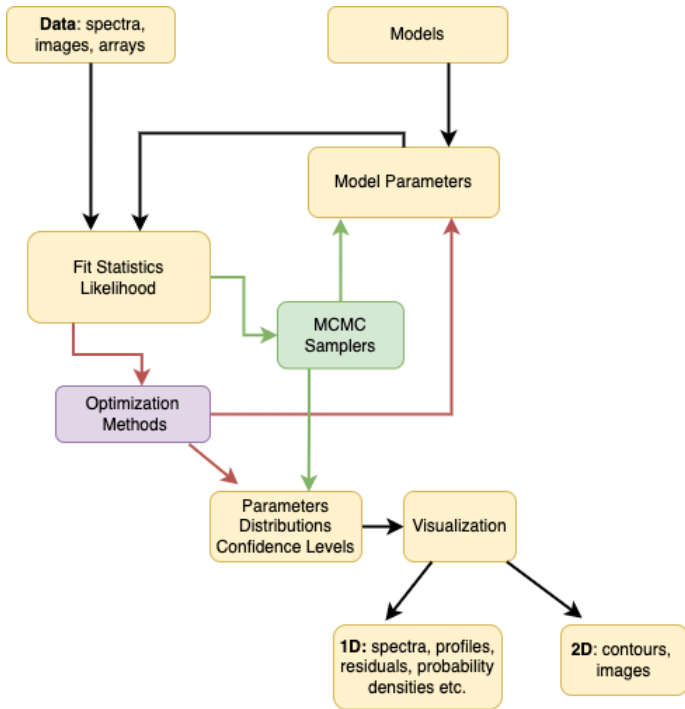 Data: spectra,
images, arrays
Models
Model Parameters
Fit Statistics
Likelihood
MCMC
Samplers
Optimization
Methods
Parameters
Distributions
Confidence Levels
Visualization
1D: spectra, profiles,
residuals, probability
densities etc.
2D: contours,
images